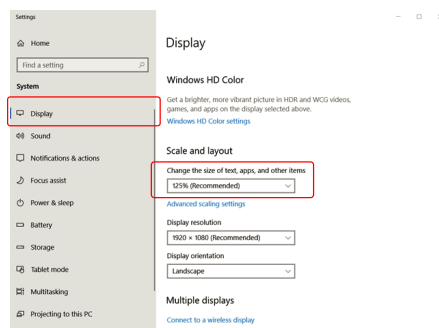 Settings
Home
Find a setting
System
Display
Sound
Notifications & actions
Focus assist
Power & sleep
Battery
Storage
Tablet mode
Multitasking
Projecting to this PC
Display
Windows HD Color
Get a brighter, more vibrant picture in HDR and WCG videos,
games, and apps on the display selected above.
Windows HD Color settings
Scale and layout
Change the size of text, apps, and other items
125% (Recommended)
Advanced scaling settings
Display resolution
1920 × 1080 (Recommended)
Display orientation
Landscape
Multiple displays
Connect to a wireless display